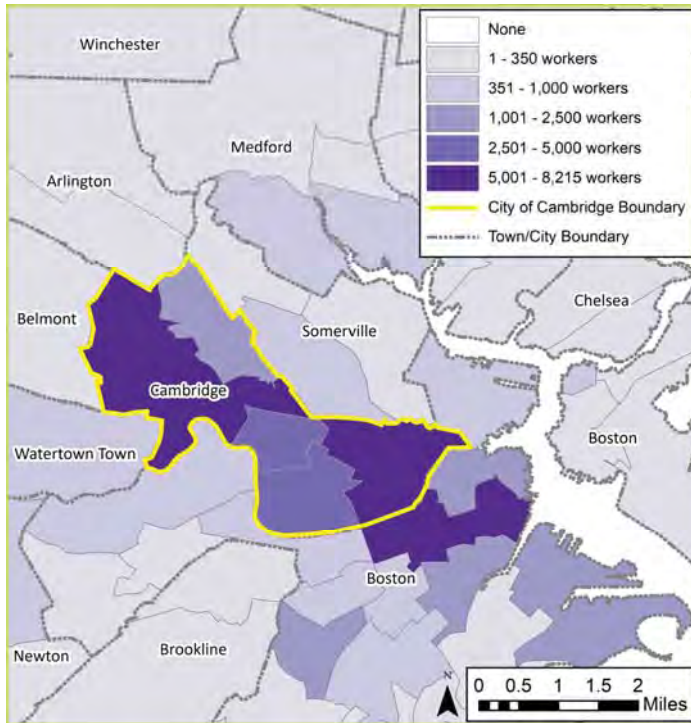 None
1 - 350 workers
351 - 1,000 workers
1,001 - 2,500 workers
2,501 - 5,000 workers
5,001 - 8,215 workers
City of Cambridge Boundary
Town/City Boundary
Winchester
Medford
Arlington
Chelsea
Belmont
Somerville
Cambridge
Boston
Watertown Town
Boston
Brookline
Newton
N
0 0.5 1 1.5 2
Miles